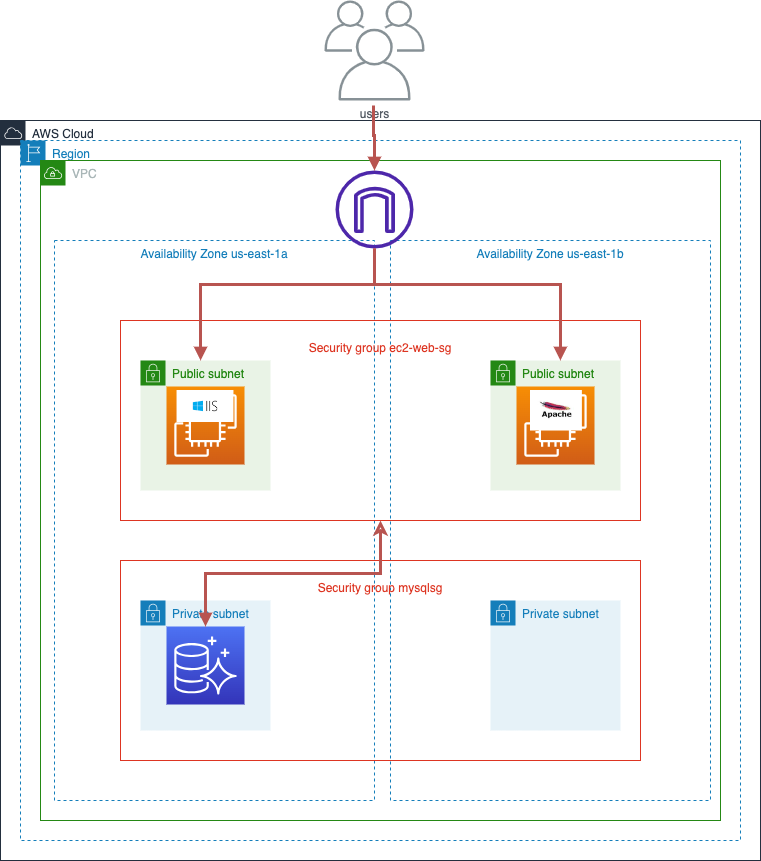 users
AWS Cloud
Region
VPC
Availability Zone us-east-1a
Availability Zone us-east-1b
Security group ec2-web-sg
Public subnet
Public subnet
IIS
Apache
Security group mysqlsg
Private subnet
Private subnet